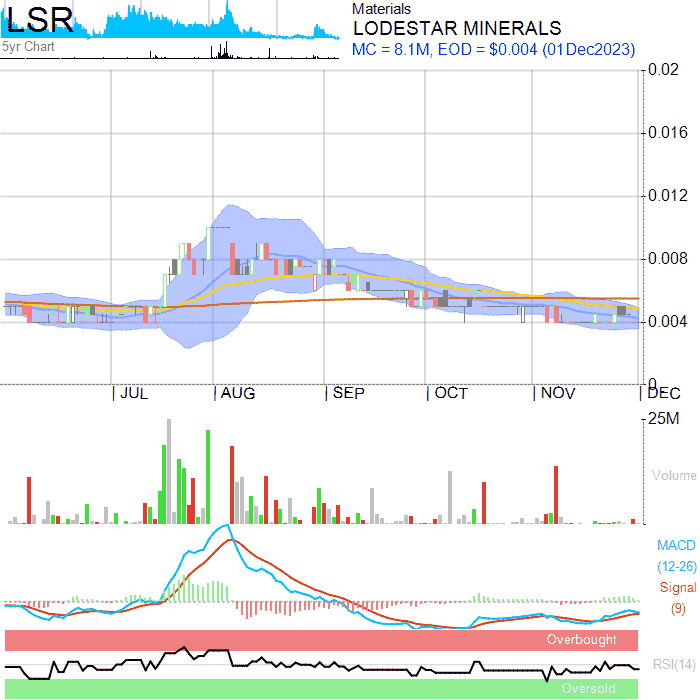 LSR
5yr Chart
Materials
LODESTAR MINERALS
MC = 8.1M, EOD = $0.004 (01Dec2023)
0.02
0.016
0.012
0.008
0.004
0
JUL AUG SEP OCT NOV DEC
25M
Volume
MACD
(12-26)
Signal
(9)
Overbought
RSI(14)
Oversold